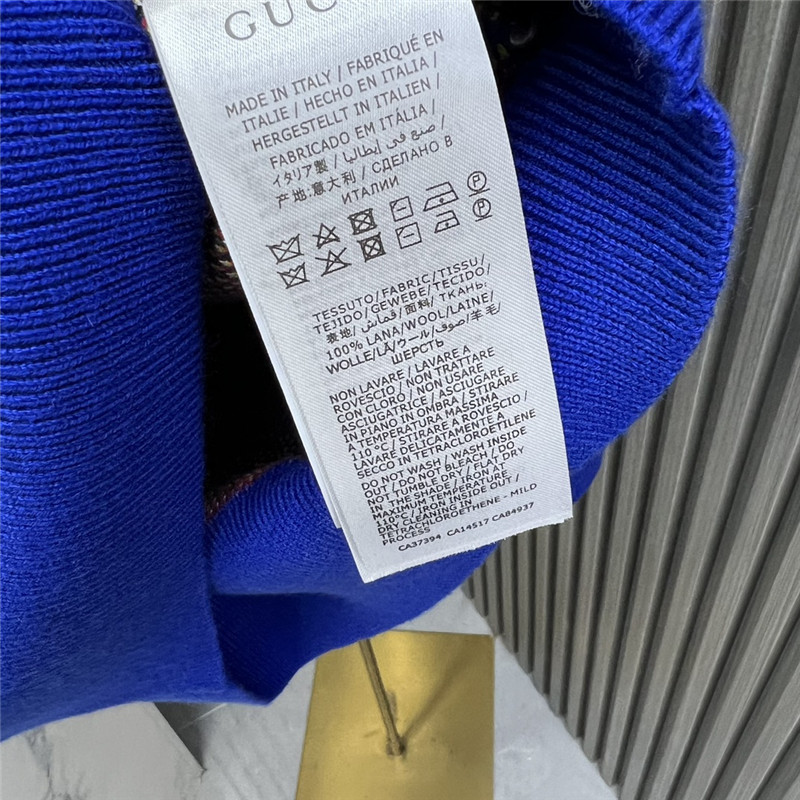 GUC
MADE IN ITALY / FABRIQUÉ EN
ITALIE / HECHO EN ITALIA /
HERGESTELLT IN ITALIEN /
FABRICADO EM ITÁLIA /
صنع في إيطاليا /
イタリア製 /
产地:意大利 / СДЕЛАНО В
ИТАЛИИ
P
P
TESSUTO/FABRIC/TISSU/
TEJIDO/GEWEBE/TECIDO/
表地/قماش/面料/ ТКАНЬ:
100% LANA/WOOL/LAINE/
WOLLE/LÃ/ウール/صوف/羊毛/
ШЕРСТЬ
NON LAVARE / LAVARE A
ROVESCIO / NON TRATTARE
CON CLORO / NON USARE
ASCIUGATRICE / ASCIUGARE
IN PIANO IN OMBRA / STIRARE
A TEMPERATURA MASSIMA
110 °C / STIRARE A ROVESCIO /
LAVARE DELICATAMENTE A
SECCO IN TETRACLOROETILENE
DO NOT WASH / WASH INSIDE
OUT / DO NOT BLEACH / DO
NOT TUMBLE DRY / FLAT DRY
IN THE SHADE / IRON AT
MAXIMUM TEMPERATURE
110°C / IRON INSIDE OUT /
DRY CLEANING IN
TETRACHLOROETHENE - MILD
PROCESS
CA37394 CA14517 CA84937